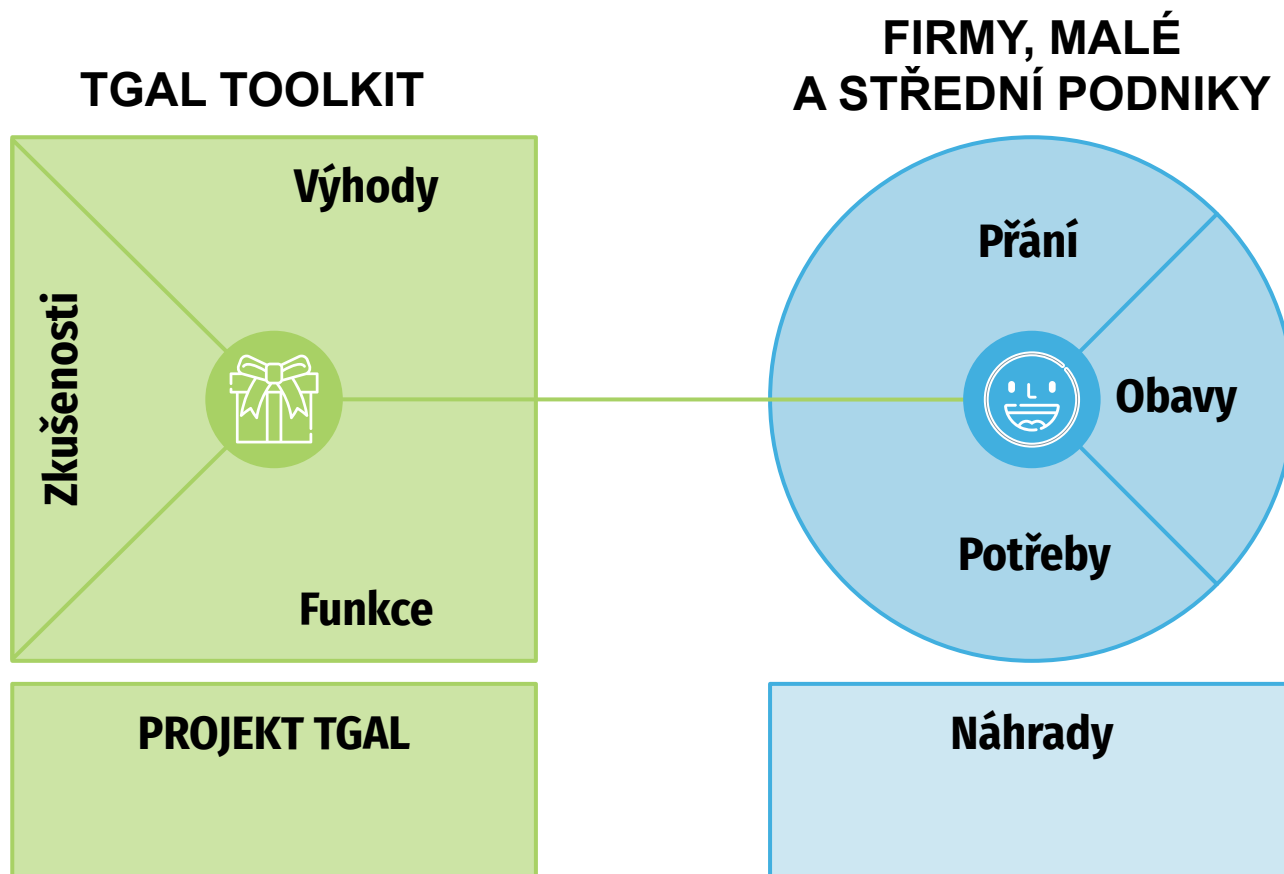 TGAL TOOLKIT
FIRMY, MALÉ
A STŘEDNÍ PODNIKY
Výhody
Zkušenosti
Funkce
Přání
Obavy
Potřeby
PROJEKT TGAL
Náhrady